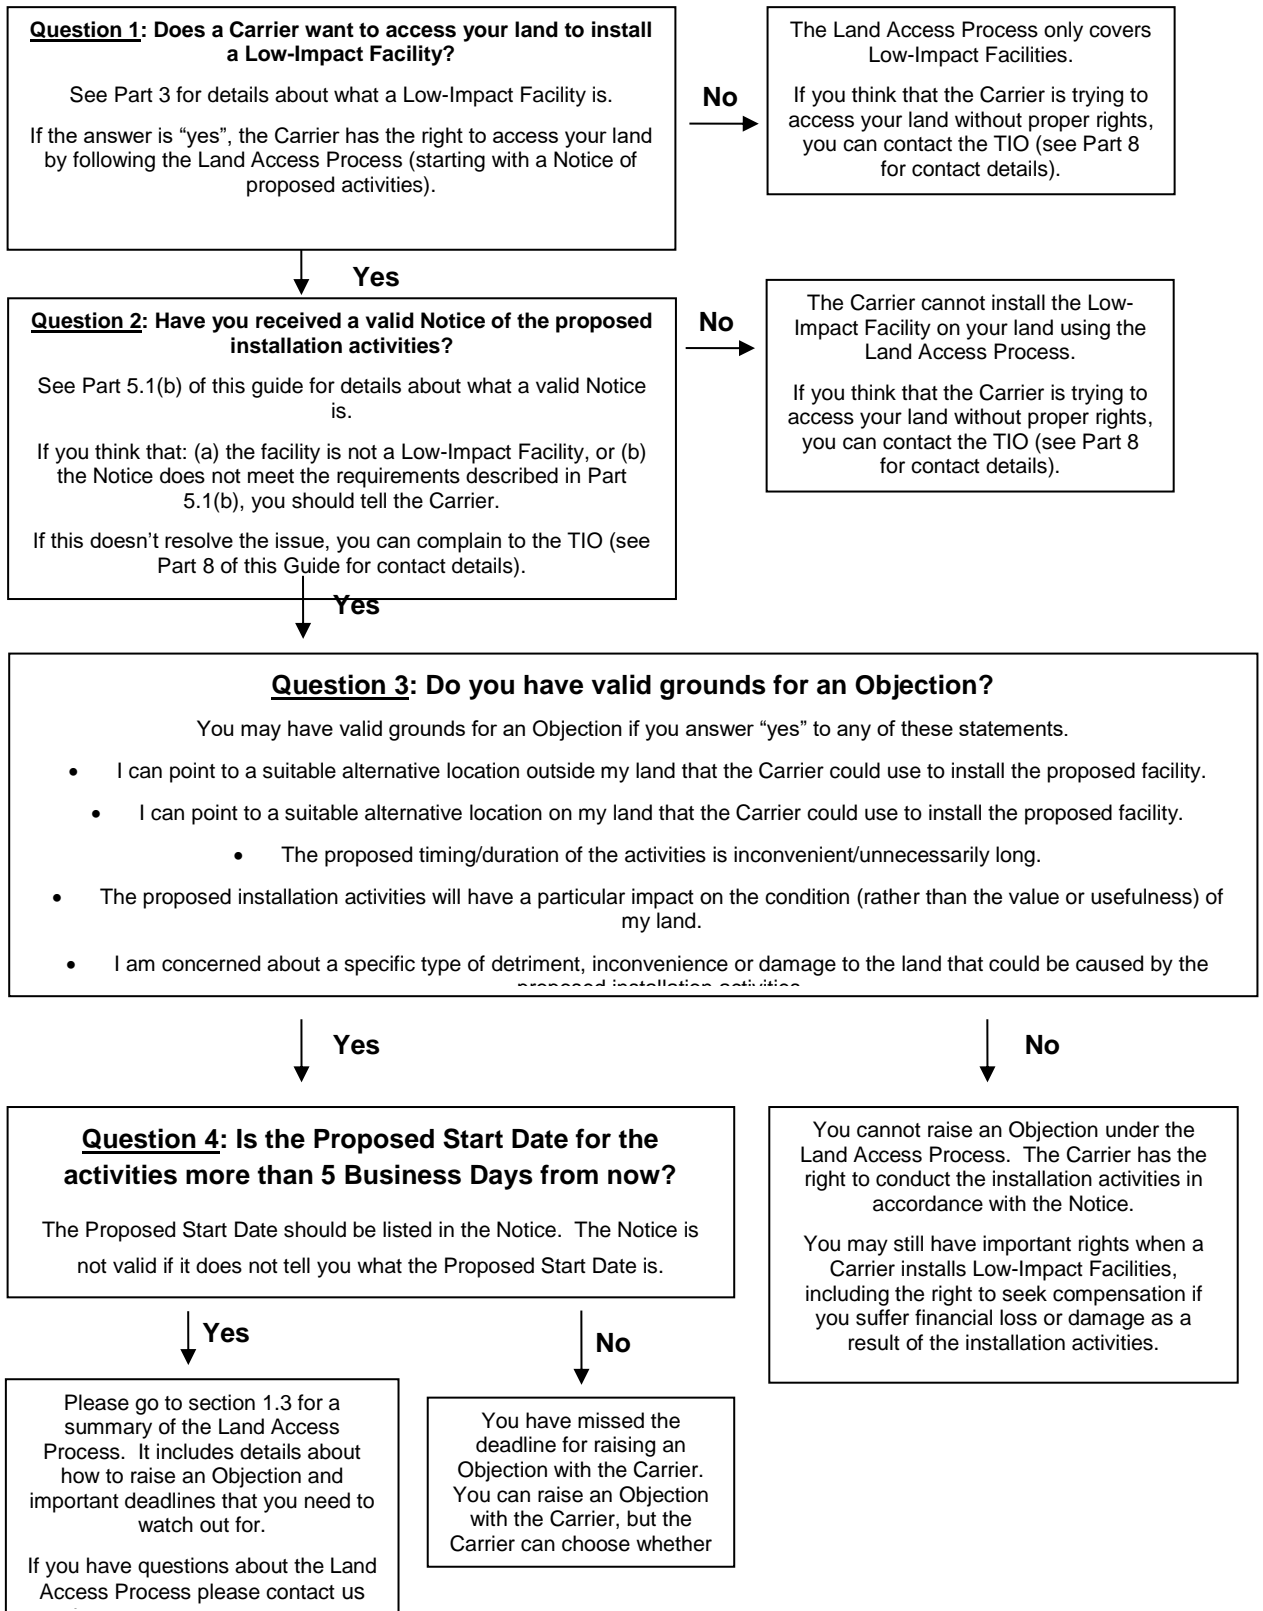 Question 1: Does a Carrier want to access your land to install
a Low-Impact Facility?
See Part 3 for details about what a Low-Impact Facility is.
If the answer is “yes”, the Carrier has the right to access your land
by following the Land Access Process (starting with a Notice of
proposed activities).
No
The Land Access Process only covers
Low-Impact Facilities.
If you think that the Carrier is trying to
access your land without proper rights,
you can contact the TIO (see Part 8
for contact details).
Yes
Question 2: Have you received a valid Notice of the proposed
installation activities?
See Part 5.1(b) of this guide for details about what a valid Notice
is.
If you think that: (a) the facility is not a Low-Impact Facility, or (b)
the Notice does not meet the requirements described in Part
5.1(b), you should tell the Carrier.
If this doesn’t resolve the issue, you can complain to the TIO (see
Part 8 of this Guide for contact details).
No
The Carrier cannot install the Low-
Impact Facility on your land using the
Land Access Process.
If you think that the Carrier is trying to
access your land without proper rights,
you can contact the TIO (see Part 8
for contact details).
Yes
Question 3: Do you have valid grounds for an Objection?
You may have valid grounds for an Objection if you answer “yes” to any of these statements.
• I can point to a suitable alternative location outside my land that the Carrier could use to install the proposed facility.
• I can point to a suitable alternative location on my land that the Carrier could use to install the proposed facility.
• The proposed timing/duration of the activities is inconvenient/unnecessarily long.
• The proposed installation activities will have a particular impact on the condition (rather than the value or usefulness) of
my land.
• I am concerned about a specific type of detriment, inconvenience or damage to the land that could be caused by the
proposed installation activities
Yes
No
Question 4: Is the Proposed Start Date for the
activities more than 5 Business Days from now?
The Proposed Start Date should be listed in the Notice. The Notice is
not valid if it does not tell you what the Proposed Start Date is.
You cannot raise an Objection under the
Land Access Process. The Carrier has the
right to conduct the installation activities in
accordance with the Notice.
You may still have important rights when a
Carrier installs Low-Impact Facilities,
including the right to seek compensation if
you suffer financial loss or damage as a
result of the installation activities.
Yes
No
Please go to section 1.3 for a
summary of the Land Access
Process. It includes details about
how to raise an Objection and
important deadlines that you need to
watch out for.
If you have questions about the Land
Access Process please contact us
You have missed the
deadline for raising an
Objection with the Carrier.
You can raise an Objection
with the Carrier, but the
Carrier can choose whether